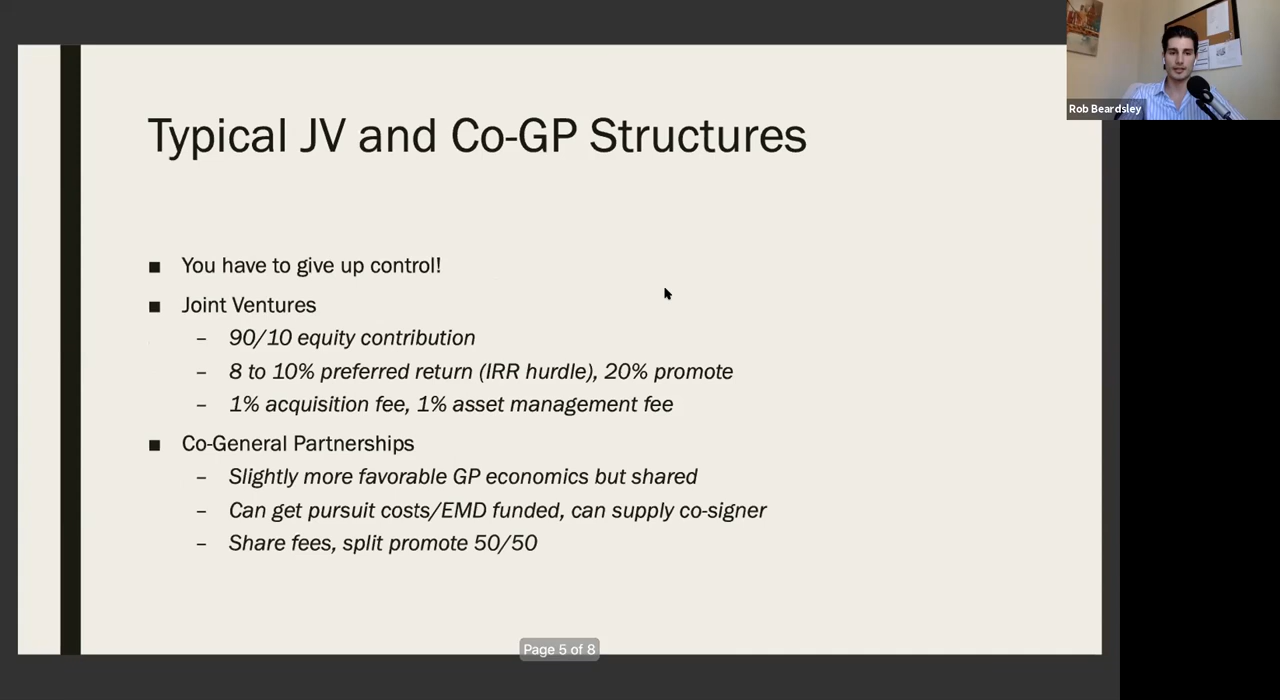 Typical JV and Co-GP Structures
■ You have to give up control!
■ Joint Ventures
– 90/10 equity contribution
– 8 to 10% preferred return (IRR hurdle), 20% promote
– 1% acquisition fee, 1% asset management fee
■ Co-General Partnerships
– Slightly more favorable GP economics but shared
– Can get pursuit costs/EMD funded, can supply co-signer
– Share fees, split promote 50/50
Page 5 of 8
Rob Beardsley